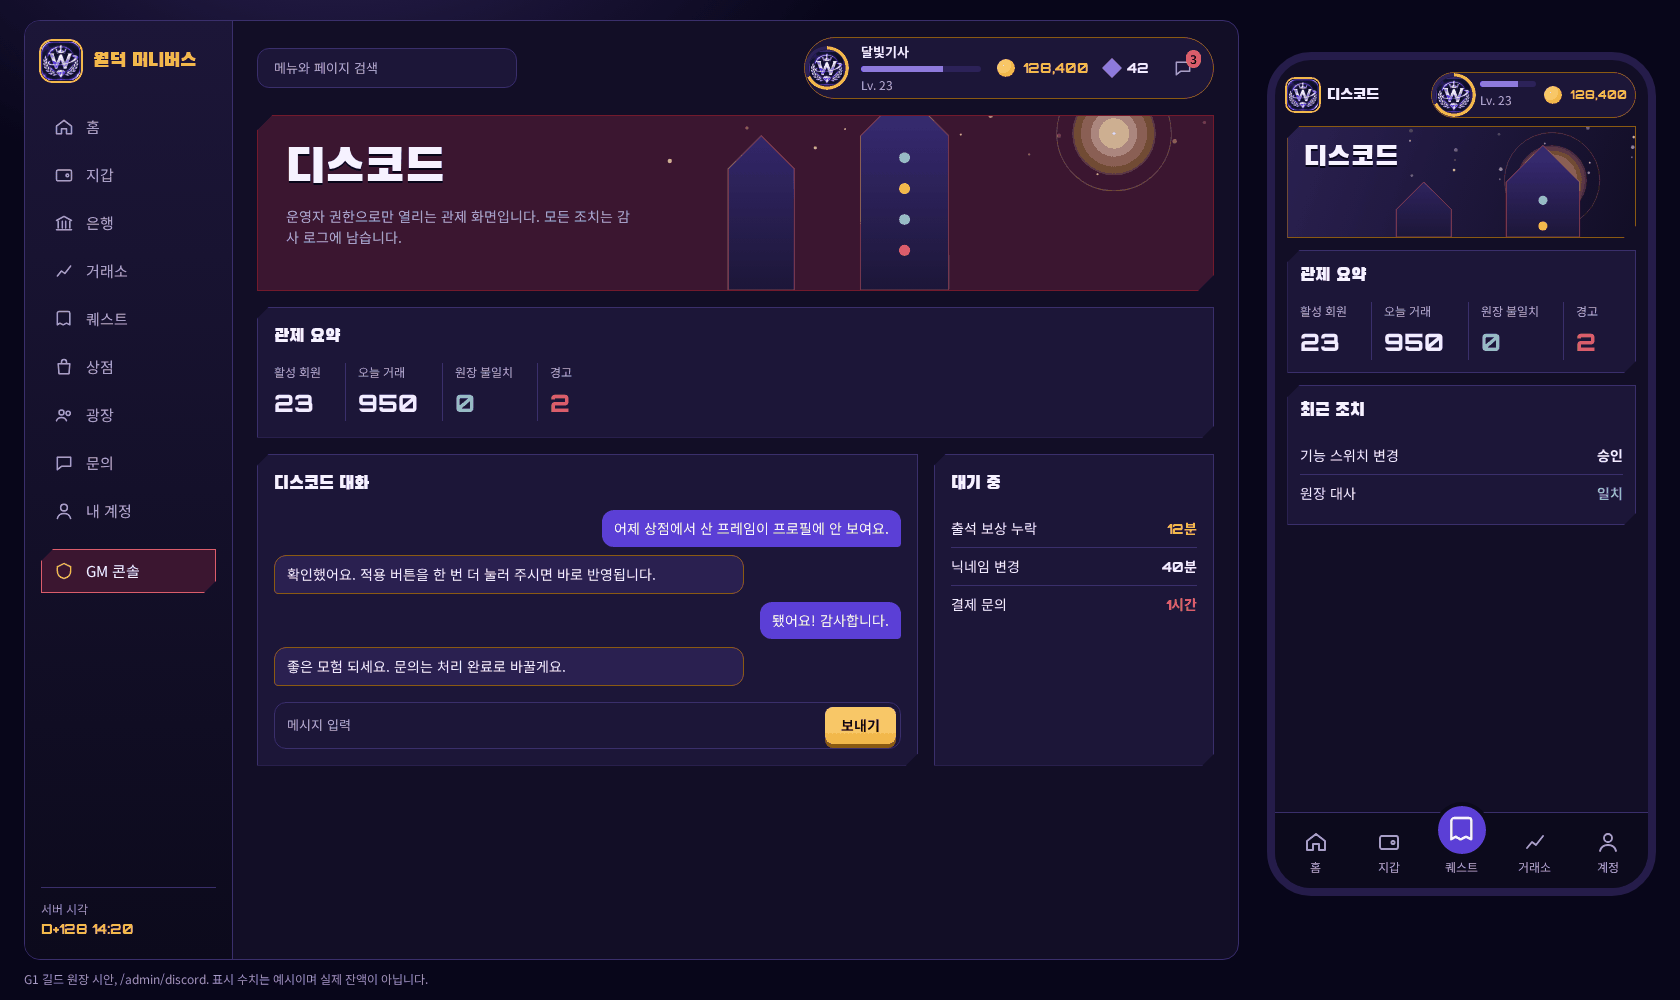 윋덕 머니버스
홈
지갑
은행
거래소
퀘스트
상점
광장
문의
내 계정
GM 콘솔
서버 시각
D+128 14:20
메뉴와 페이지 검색
달빛기사
Lv. 23
128,400
42
3
디스코드
운영자 권한으로만 열리는 관제 화면입니다. 모든 조치는 감
사 로그에 남습니다.
관제 요약
활성 회원
23
오늘 거래
950
원장 불일치
0
경고
2
디스코드 대화
어제 상점에서 산 프레임이 프로필에 안 보여요.
확인했어요. 적용 버튼을 한 번 더 눌러 주시면 바로 반영됩니다.
됐어요! 감사합니다.
좋은 모험 되세요. 문의는 처리 완료로 바꿀게요.
메시지 입력
보내기
대기 중
출석 보상 누락 12분
닉네임 변경 40분
결제 문의 1시간
디스코드
Lv. 23
128,400
디스코드
관제 요약
활성 회원
23
오늘 거래
950
원장 불일치
0
경고
2
최근 조치
기능 스위치 변경 승인
원장 대사 일치
홈
지갑
퀘스트
거래소
계정
G1 길드 원장 시안, /admin/discord. 표시 수치는 예시이며 실제 잔액이 아닙니다.